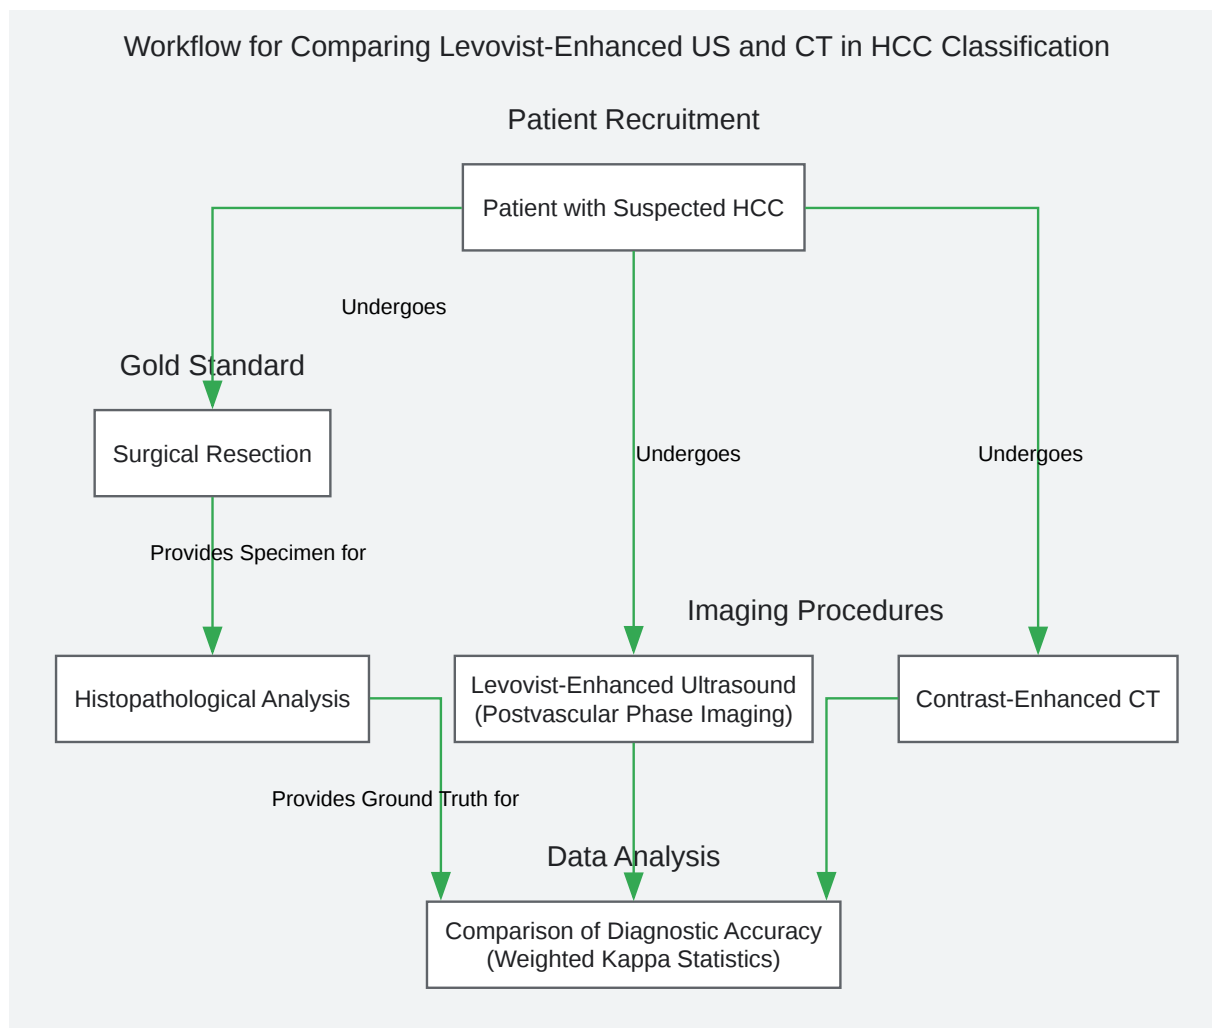 Workflow for Comparing Levovist-Enhanced US and CT in HCC Classification
Patient Recruitment
Patient with Suspected HCC
Undergoes
Gold Standard
Surgical Resection
Undergoes
Undergoes
Provides Specimen for
Imaging Procedures
Histopathological Analysis
Levovist-Enhanced Ultrasound
(Postvascular Phase Imaging)
Contrast-Enhanced CT
Provides Ground Truth for
Data Analysis
Comparison of Diagnostic Accuracy
(Weighted Kappa Statistics)